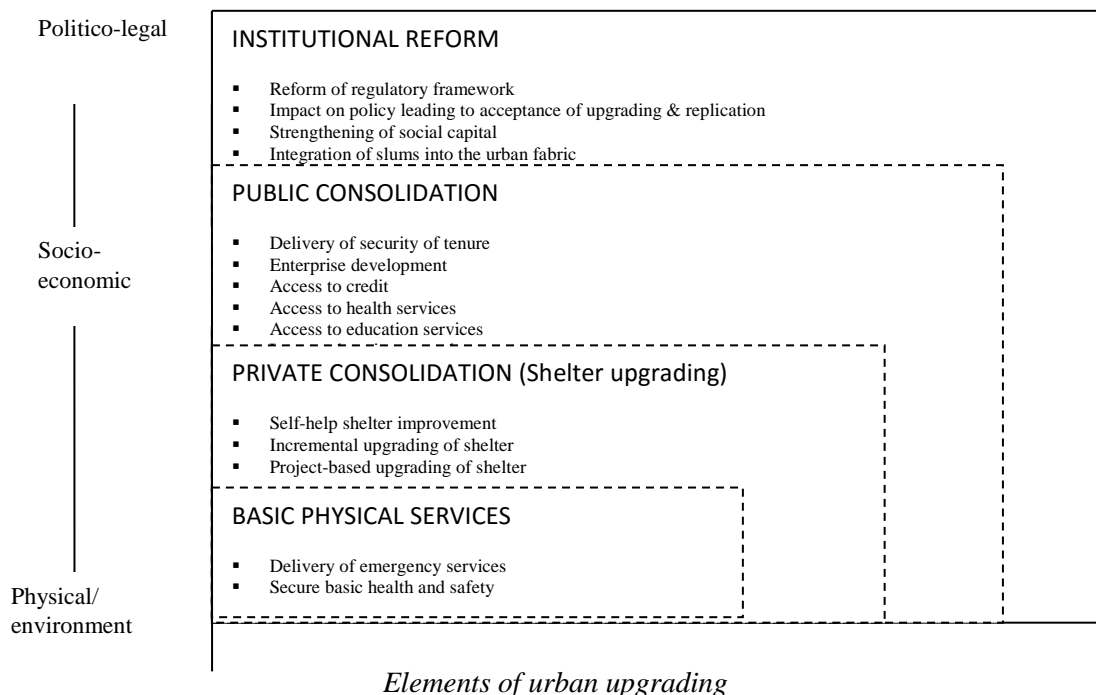 Politico-legal
INSTITUTIONAL REFORM
▪ Reform of regulatory framework
▪ Impact on policy leading to acceptance of upgrading & replication
▪ Strengthening of social capital
▪ Integration of slums into the urban fabric
PUBLIC CONSOLIDATION
▪ Delivery of security of tenure
Socio-
economic
▪ Enterprise development
▪ Access to credit
▪ Access to health services
▪ Access to education services
PRIVATE CONSOLIDATION (Shelter upgrading)
▪ Self-help shelter improvement
▪ Incremental upgrading of shelter
▪ Project-based upgrading of shelter
BASIC PHYSICAL SERVICES
▪ Delivery of emergency services
▪ Secure basic health and safety
Physical/
environment
Elements of urban upgrading